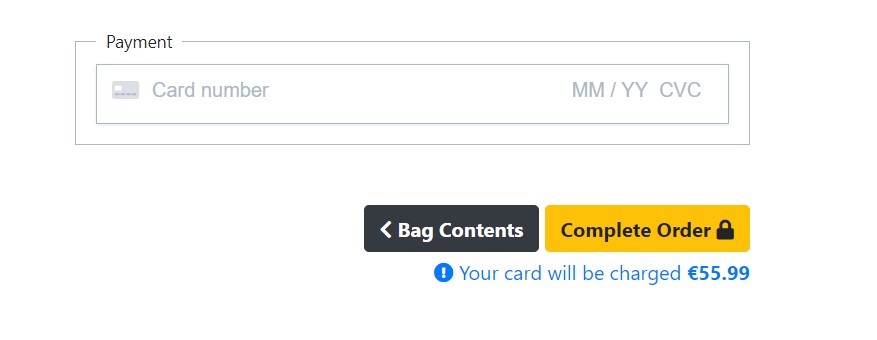 Payment
Card number MM / YY CVC
Bag Contents Complete Order
Your card will be charged €55.99